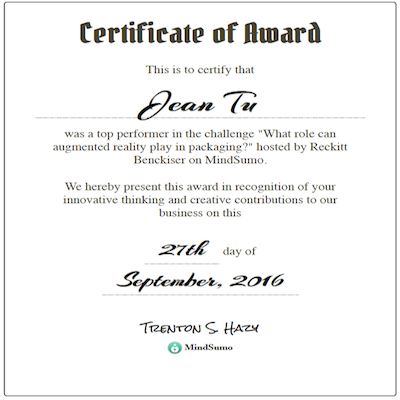 Certificate of Award
This is to certify that
Jean Tu
was a top performer in the challenge "What role can
augmented reality play in packaging?" hosted by Reckitt
Benckiser on MindSumo.
We hereby present this award in recognition of your
innovative thinking and creative contributions to our
business on this
27th day of
September, 2016
Trenton S. Hazy
MindSumo